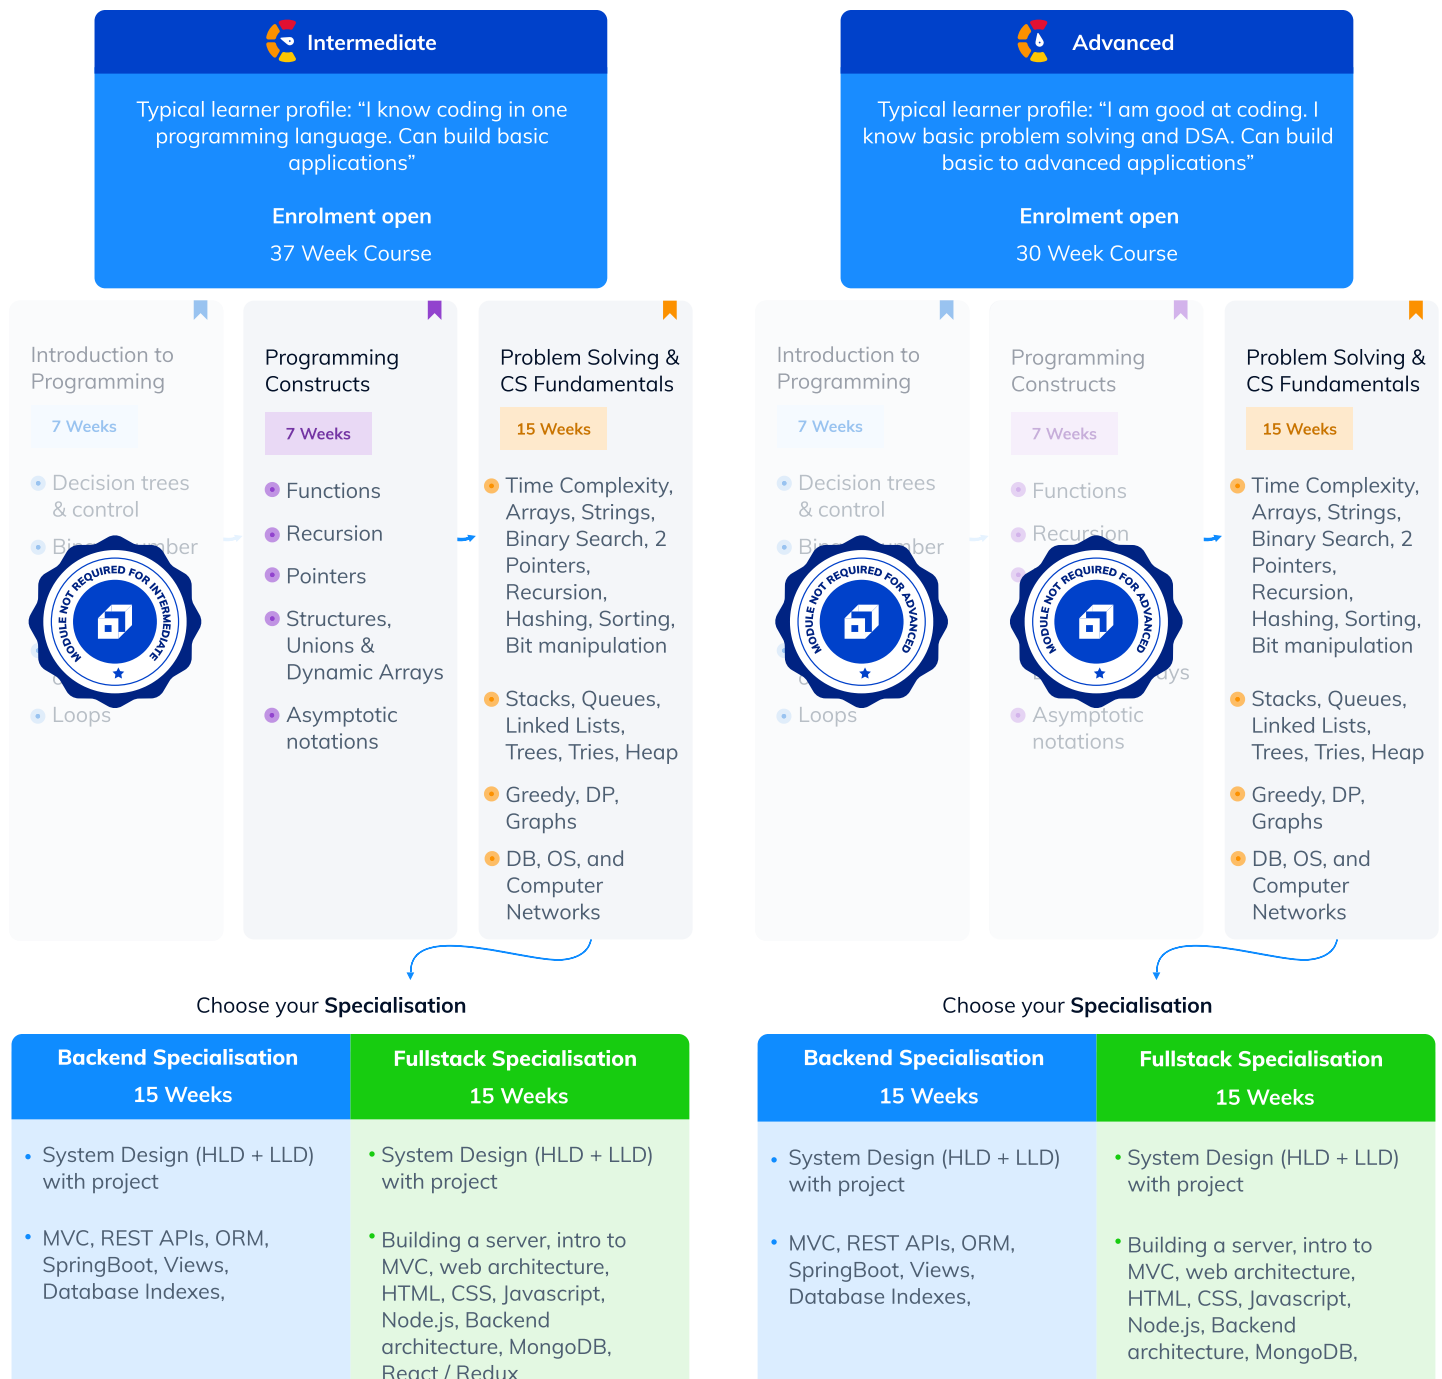 Intermediate
Typical learner profile: “I know coding in one
programming language. Can build basic
applications”
Enrolment open
37 Week Course
Introduction to
Programming
7 Weeks
Decision trees
& control
MODULE NOT REQUIRED FOR INTERMEDIATE
Loops
Programming
Constructs
7 Weeks
Functions
Recursion
Pointers
Structures,
Unions &
Dynamic Arrays
Asymptotic
notations
Problem Solving &
CS Fundamentals
15 Weeks
Time Complexity,
Arrays, Strings,
Binary Search, 2
Pointers,
Recursion,
Hashing, Sorting,
Bit manipulation
Stacks, Queues,
Linked Lists,
Trees, Tries, Heap
Greedy, DP,
Graphs
DB, OS, and
Computer
Networks
Choose your Specialisation
Backend Specialisation
15 Weeks
System Design (HLD + LLD)
with project
MVC, REST APIs, ORM,
SpringBoot, Views,
Database Indexes,
Fullstack Specialisation
15 Weeks
System Design (HLD + LLD)
with project
Building a server, intro to
MVC, web architecture,
HTML, CSS, Javascript,
Node.js, Backend
architecture, MongoDB,
React / Redux
Advanced
Typical learner profile: “I am good at coding. I
know basic problem solving and DSA. Can build
basic to advanced applications”
Enrolment open
30 Week Course
Introduction to
Programming
7 Weeks
Decision trees
& control
MODULE NOT REQUIRED FOR ADVANCED
Loops
Programming
Constructs
7 Weeks
Functions
Recursion
MODULE NOT REQUIRED FOR ADVANCED
Asymptotic
notations
Problem Solving &
CS Fundamentals
15 Weeks
Time Complexity,
Arrays, Strings,
Binary Search, 2
Pointers,
Recursion,
Hashing, Sorting,
Bit manipulation
Stacks, Queues,
Linked Lists,
Trees, Tries, Heap
Greedy, DP,
Graphs
DB, OS, and
Computer
Networks
Choose your Specialisation
Backend Specialisation
15 Weeks
System Design (HLD + LLD)
with project
MVC, REST APIs, ORM,
SpringBoot, Views,
Database Indexes,
Fullstack Specialisation
15 Weeks
System Design (HLD + LLD)
with project
Building a server, intro to
MVC, web architecture,
HTML, CSS, Javascript,
Node.js, Backend
architecture, MongoDB,